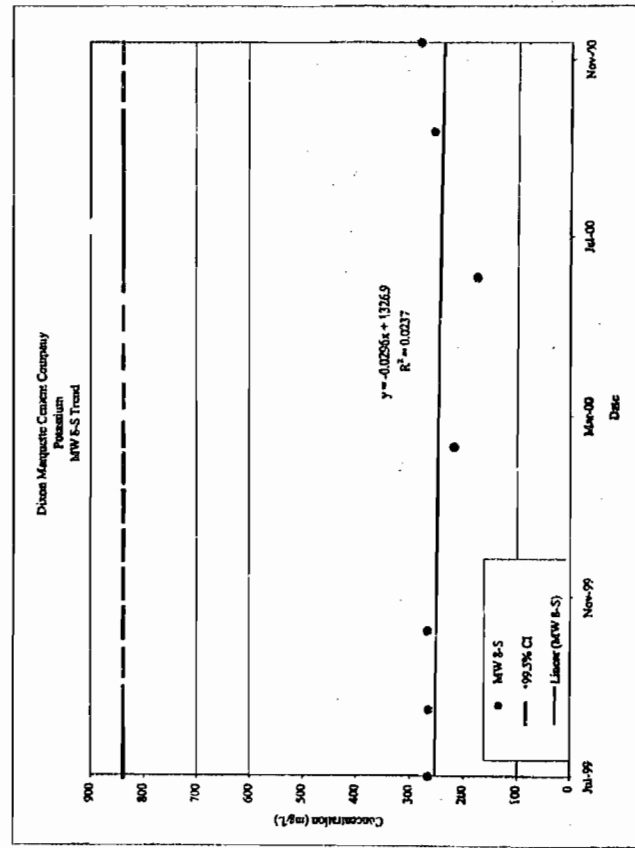 Dixon Marquette Cement Company
Potassium
MW 8-S Trend
Concentration (mg/L)
900
800
700
600
500
400
300
200
100
0
y = -0.0296x + 1326.9
R² = 0.0237
MW 8-S
+99.5% CI
Linear (MW 8-S)
Jul-99
Nov-99
Mar-00
Jul-00
Nov-00
Date